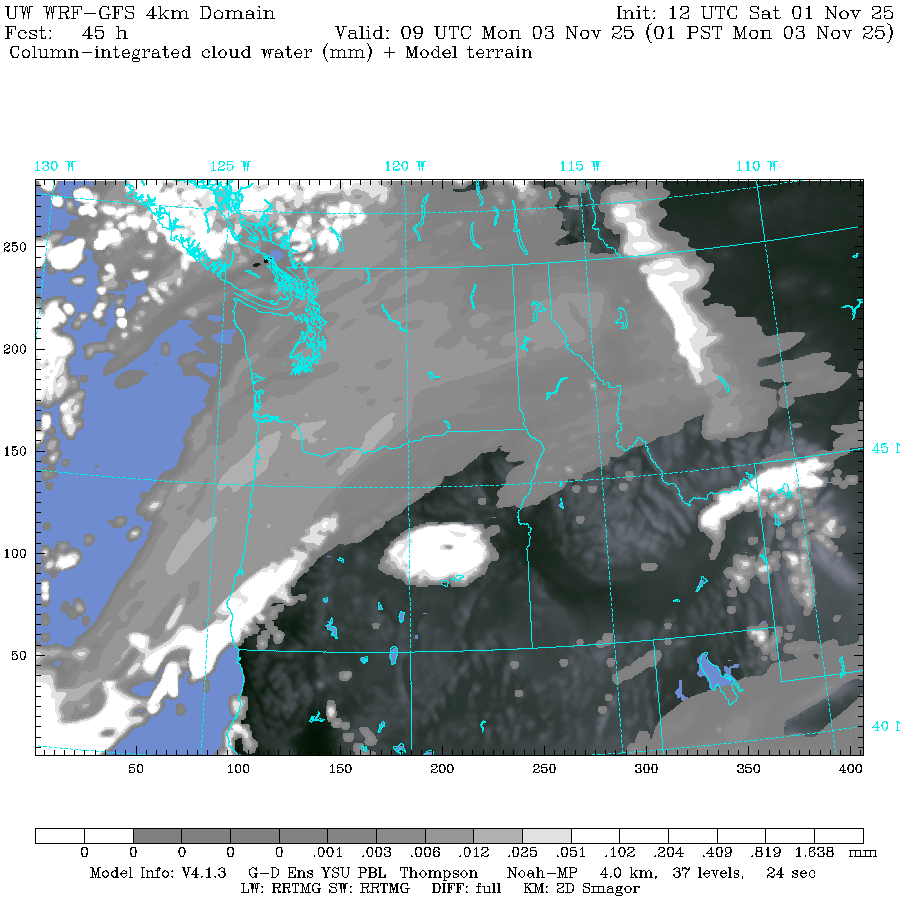 UW WRF-GFS 4km Domain Init: 12 UTC Sat 01 Nov 25
Fcst: 45 h Valid: 09 UTC Mon 03 Nov 25 (01 PST Mon 03 Nov 25)
Column-integrated cloud water (mm) + Model terrain
130 W 125 W 120 W 115 W 110 W
250
200
150 45 N
100
50
40 N
50 100 150 200 250 300 350 400
0 0 0 0 0 .001 .003 .006 .012 .025 .051 .102 .204 .409 .819 1.638 mm
Model Info: V4.1.3 G-D Ens YSU PBL Thompson Noah-MP 4.0 km, 37 levels, 24 sec
LW: RRTMG SW: RRTMG DIFF: full KM: 2D Smagor